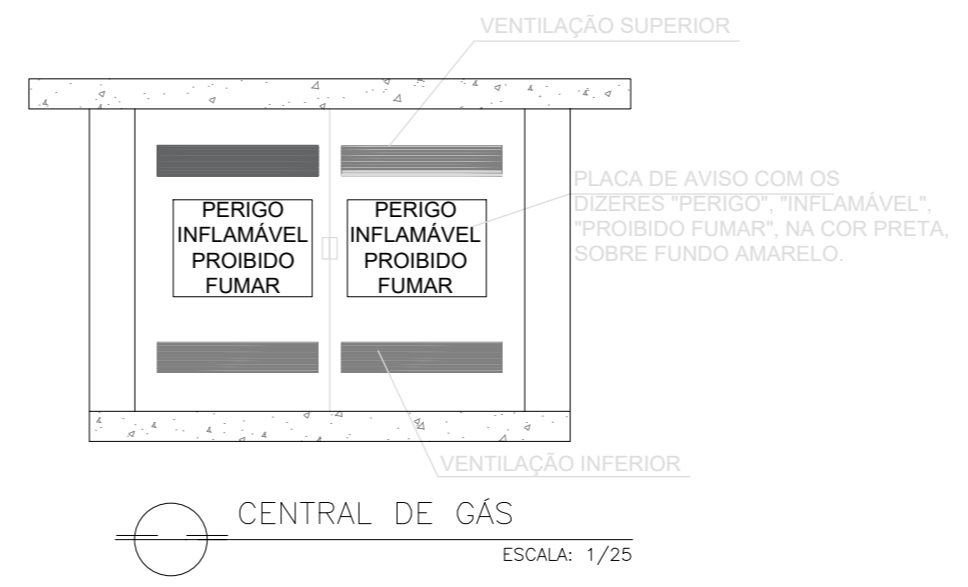 VENTILAÇÃO SUPERIOR
PERIGO
INFLAMÁVEL
PROIBIDO
FUMAR
PERIGO
INFLAMÁVEL
PROIBIDO
FUMAR
PLACA DE AVISO COM OS
DIZERES "PERIGO", "INFLAMÁVEL",
"PROIBIDO FUMAR", NA COR PRETA,
SOBRE FUNDO AMARELO.
VENTILAÇÃO INFERIOR
CENTRAL DE GÁS
ESCALA: 1/25